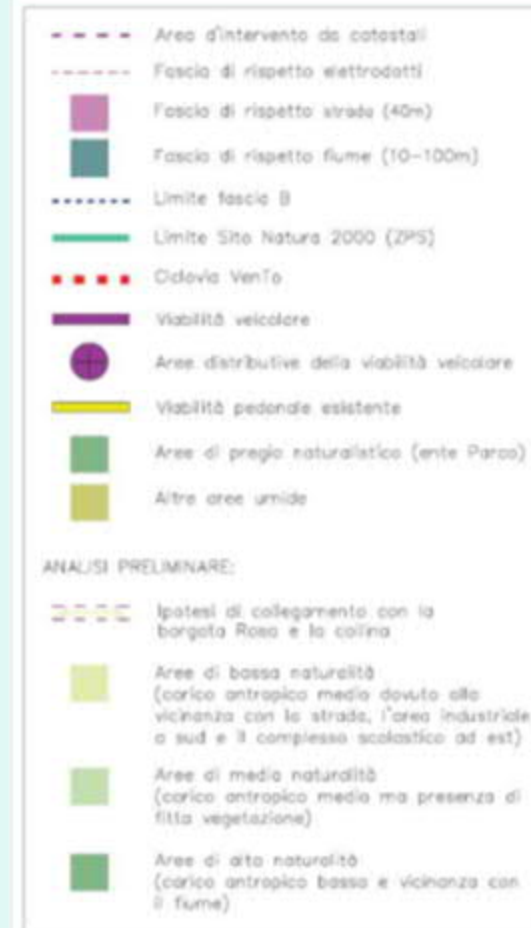 Area d'intervento da catastali
Fascia di rispetto elettrodotti
Fascia di rispetto strada (40m)
Fascia di rispetto fiume (10-100m)
Limite fascia B
Limite Sito Natura 2000 (ZPS)
Ciclovia VenTo
Viabilità veicolare
Aree distributive della viabilità veicolare
Viabilità pedonale esistente
Aree di pregio naturalistico (ente Parco)
Altre aree umide
ANALISI PRELIMINARE:
Ipotesi di collegamento con la
borgata Rosa e la collina
Aree di bassa naturalità
(carico antropico medio dovuto alla
vicinanza con la strada, l'area industriale
a sud e il complesso scolastico ad est)
Aree di media naturalità
(carico antropico medio ma presenza di
fitta vegetazione)
Aree di alta naturalità
(carico antropico basso e vicinanza con
il fiume)